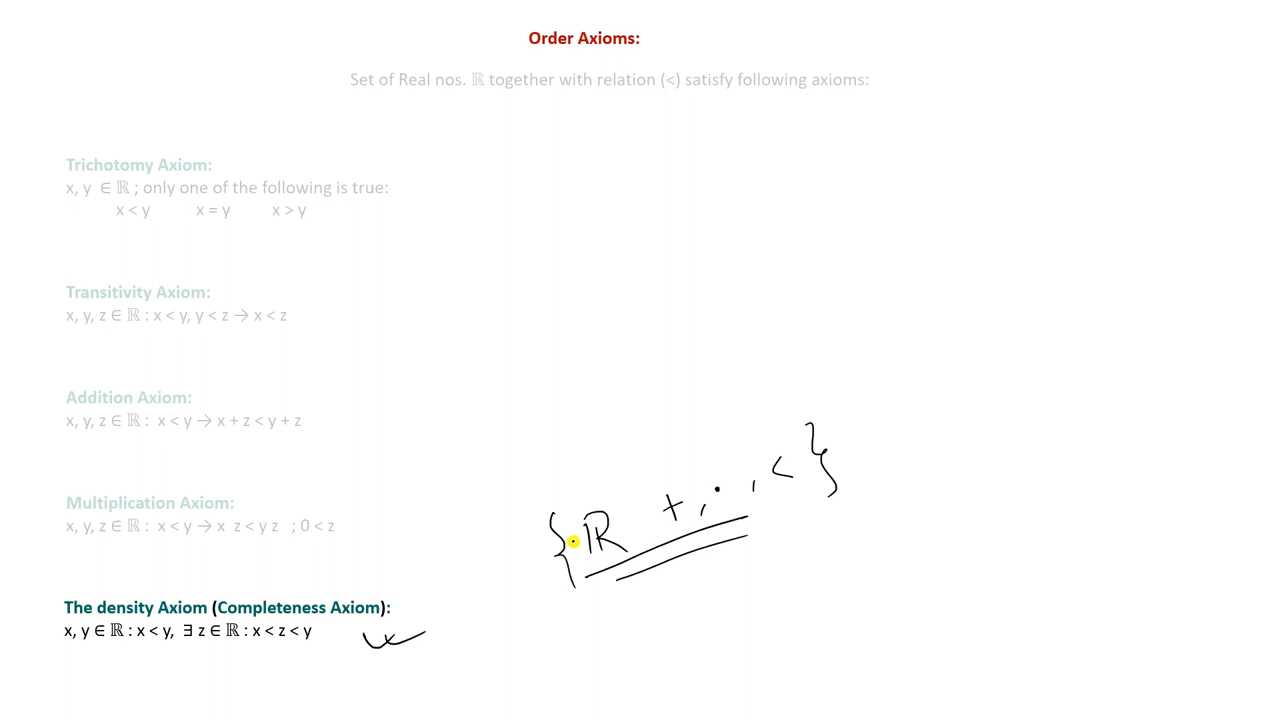 Order Axioms:
Set of Real nos. ℝ together with relation (<) satisfy following axioms:
Trichotomy Axiom:
x, y ∈ ℝ ; only one of the following is true:
x < y x = y x > y
Transitivity Axiom:
x, y, z ∈ ℝ : x < y, y < z → x < z
Addition Axiom:
x, y, z ∈ ℝ : x < y → x + z < y + z
Multiplication Axiom:
x, y, z ∈ ℝ : x < y → x z < y z ; 0 < z
{ℝ +, ·, <}
The density Axiom (Completeness Axiom):
x, y ∈ ℝ : x < y, ∃ z ∈ ℝ : x < z < y